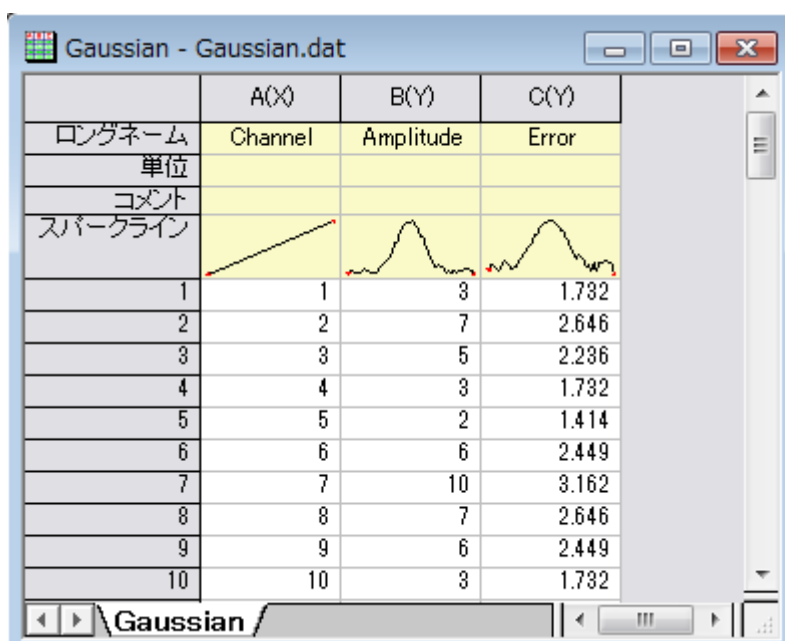 Gaussian - Gaussian.dat
A(X) B(Y) C(Y)
ロングネーム Channel Amplitude Error
単位
コメント
スパークライン
1 1 3 1.732
2 2 7 2.646
3 3 5 2.236
4 4 3 1.732
5 5 2 1.414
6 6 6 2.449
7 7 10 3.162
8 8 7 2.646
9 9 6 2.449
10 10 3 1.732
Gaussian